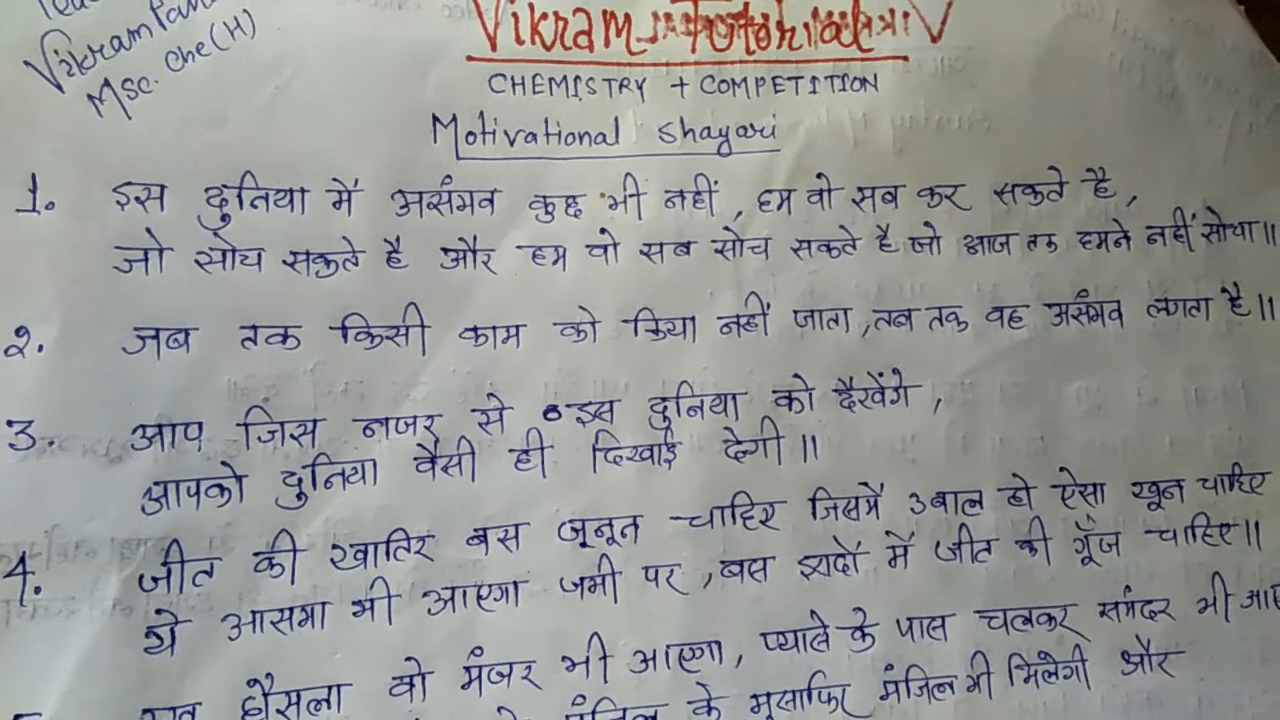 Vikram
Msc. Che(H)
Vikram Tutorial
CHEMISTRY + COMPETITION
Motivational shayari
1. इस दुनिया में असंभव कुछ भी नहीं, हम वो सब कर सकते है,
जो सोच सकते है और हम वो सब सोच सकते है जो आज तक हमने नहीं सोचा॥
२. जब तक किसी काम को किया नहीं जाता, तब तक वह असंभव लगता है॥
3. आप जिस नजर से इस दुनिया को देखेंगे,
आपको दुनिया वैसी ही दिखाई देगी॥
4. जीत की खातिर बस जूनून चाहिए जिसमें उबाल हो ऐसा खून चाहिए
ये आसमा भी आएगा जमी पर, बस इरादों में जीत की गूँज चाहिए॥
हौसला वो मंजर भी आएगा, प्यासे के पास चलकर समंदर भी
के मुसाफिर मंजिल भी मिलेगी और